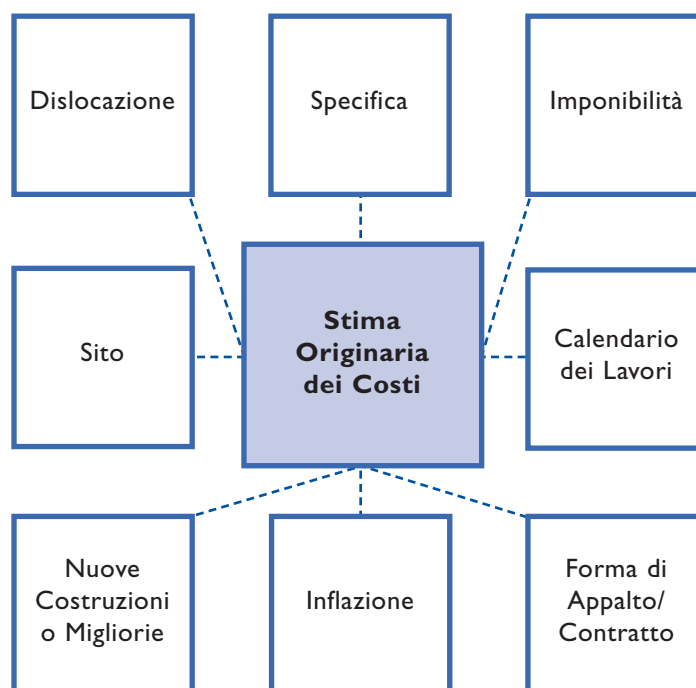 Dislocazione
Specifica
Imponibilità
Sito
Stima
Originaria
dei Costi
Calendario
dei Lavori
Nuove
Costruzioni
o Migliorie
Inflazione
Forma di
Appalto/
Contratto